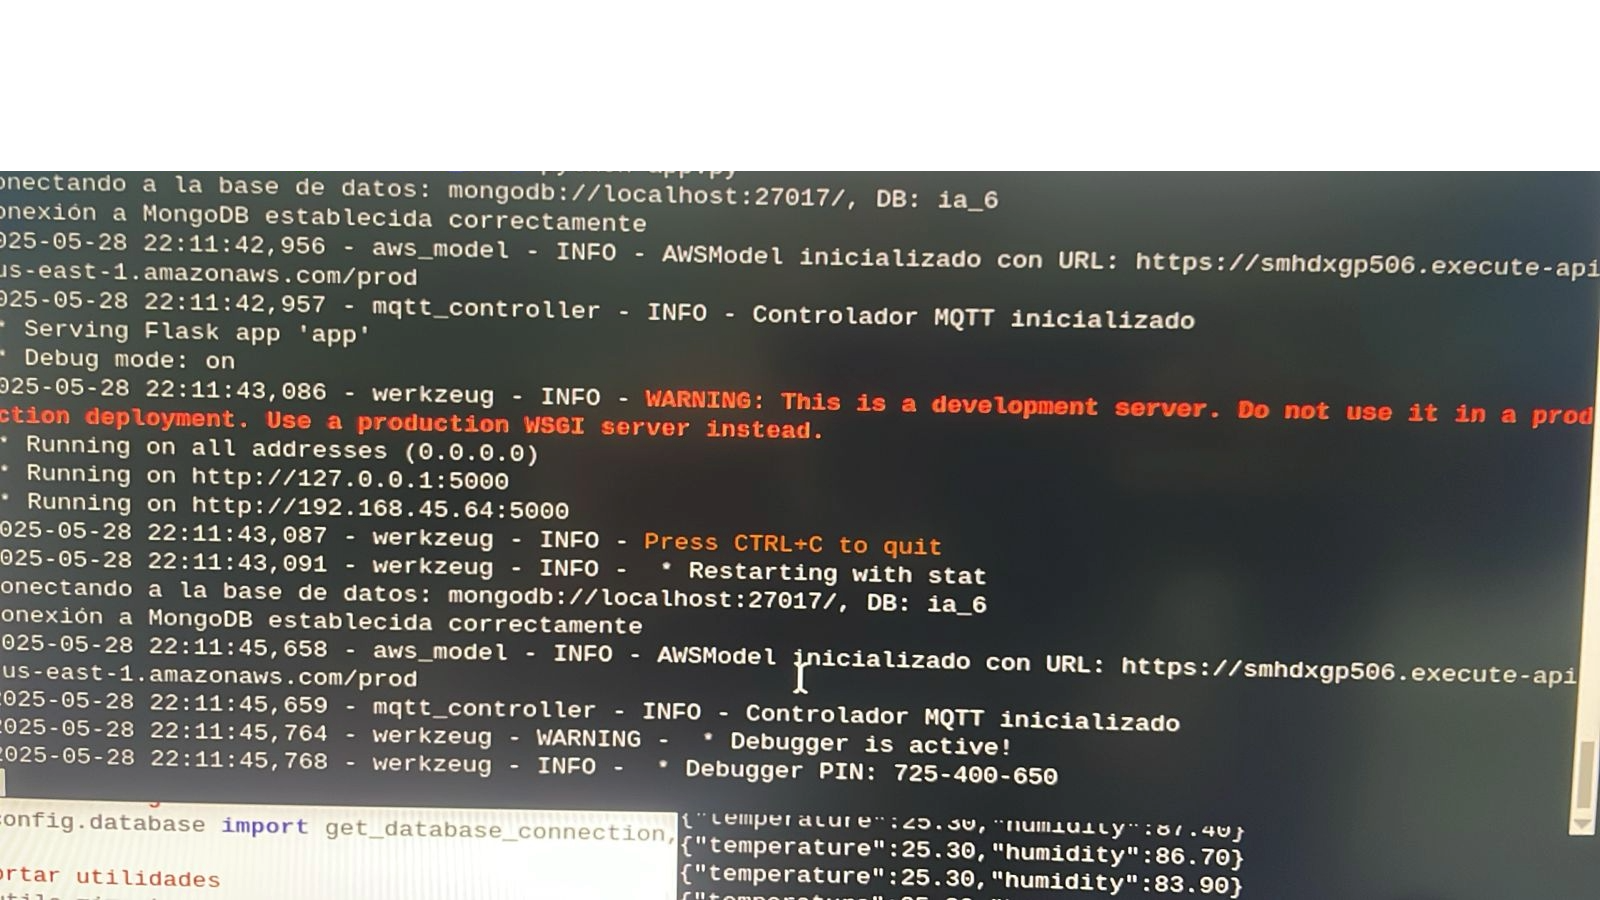 onectando a la base de datos: mongodb://localhost:27017/, DB: ia_6
onexión a MongoDB establecida correctamente
025-05-28 22:11:42,956 - aws_model - INFO - AWSModel inicializado con URL: https://smhdxgp506.execute-api
us-east-1.amazonaws.com/prod
025-05-28 22:11:42,957 - mqtt_controller - INFO - Controlador MQTT inicializado
* Serving Flask app 'app'
* Debug mode: on
025-05-28 22:11:43,086 - werkzeug - INFO - WARNING: This is a development server. Do not use it in a prod
ction deployment. Use a production WSGI server instead.
* Running on all addresses (0.0.0.0)
* Running on http://127.0.0.1:5000
* Running on http://192.168.45.64:5000
025-05-28 22:11:43,087 - werkzeug - INFO - Press CTRL+C to quit
025-05-28 22:11:43,091 - werkzeug - INFO -  * Restarting with stat
onectando a la base de datos: mongodb://localhost:27017/, DB: ia_6
onexión a MongoDB establecida correctamente
025-05-28 22:11:45,658 - aws_model - INFO - AWSModel inicializado con URL: https://smhdxgp506.execute-api
us-east-1.amazonaws.com/prod
2025-05-28 22:11:45,659 - mqtt_controller - INFO - Controlador MQTT inicializado
2025-05-28 22:11:45,764 - werkzeug - WARNING -  * Debugger is active!
2025-05-28 22:11:45,768 - werkzeug - INFO -  * Debugger PIN: 725-400-650
config.database import get_database_connection,
ortar utilidades
{"temperature":25.30,"humidity":87.40}
{"temperature":25.30,"humidity":86.70}
{"temperature":25.30,"humidity":83.90}